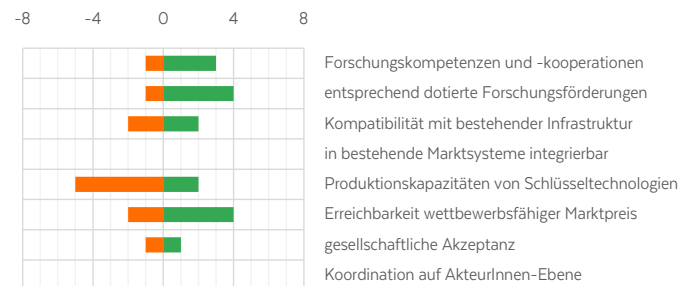 -8 -4 0 4 8
Forschungskompetenzen und -kooperationen
entsprechend dotierte Forschungsförderungen
Kompatibilität mit bestehender Infrastruktur
in bestehende Marktsysteme integrierbar
Produktionskapazitäten von Schlüsseltechnologien
Erreichbarkeit wettbewerbsfähiger Marktpreis
gesellschaftliche Akzeptanz
Koordination auf AkteurInnen-Ebene